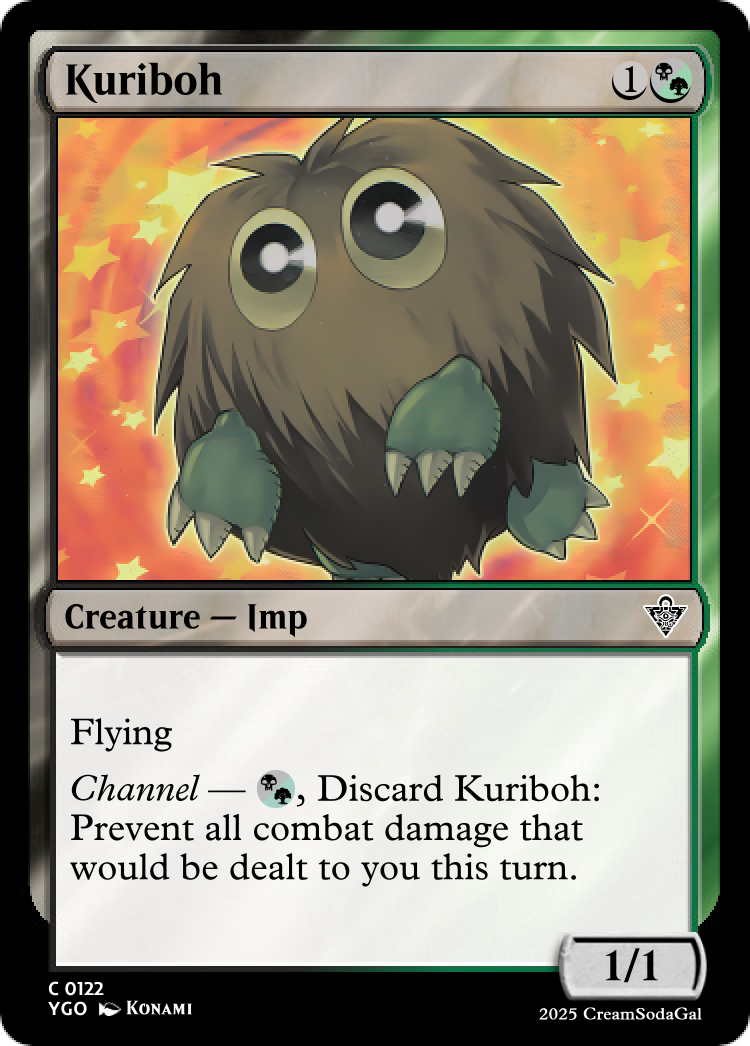 Kuriboh 1
Creature — Imp
Flying
Channel — , Discard Kuriboh:
Prevent all combat damage that
would be dealt to you this turn.
1/1
C 0122
YGO KONAMI
2025 CreamSodaGal